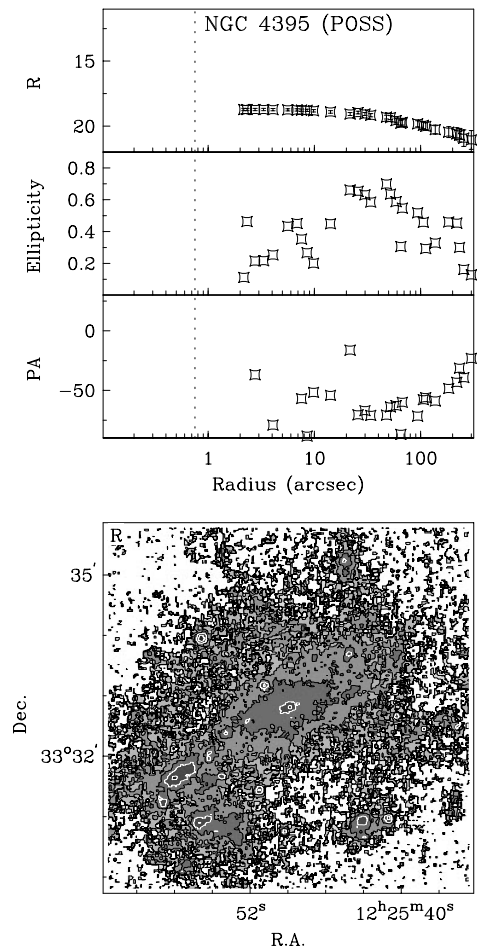 NGC 4395 (POSS)
R
15
20
Ellipticity
0.8
0.6
0.4
0.2
PA
0
−50
1 10 100
Radius (arcsec)
R
Dec.
35′
33°32′
52ˢ 12ʰ25ᵐ40ˢ
R.A.